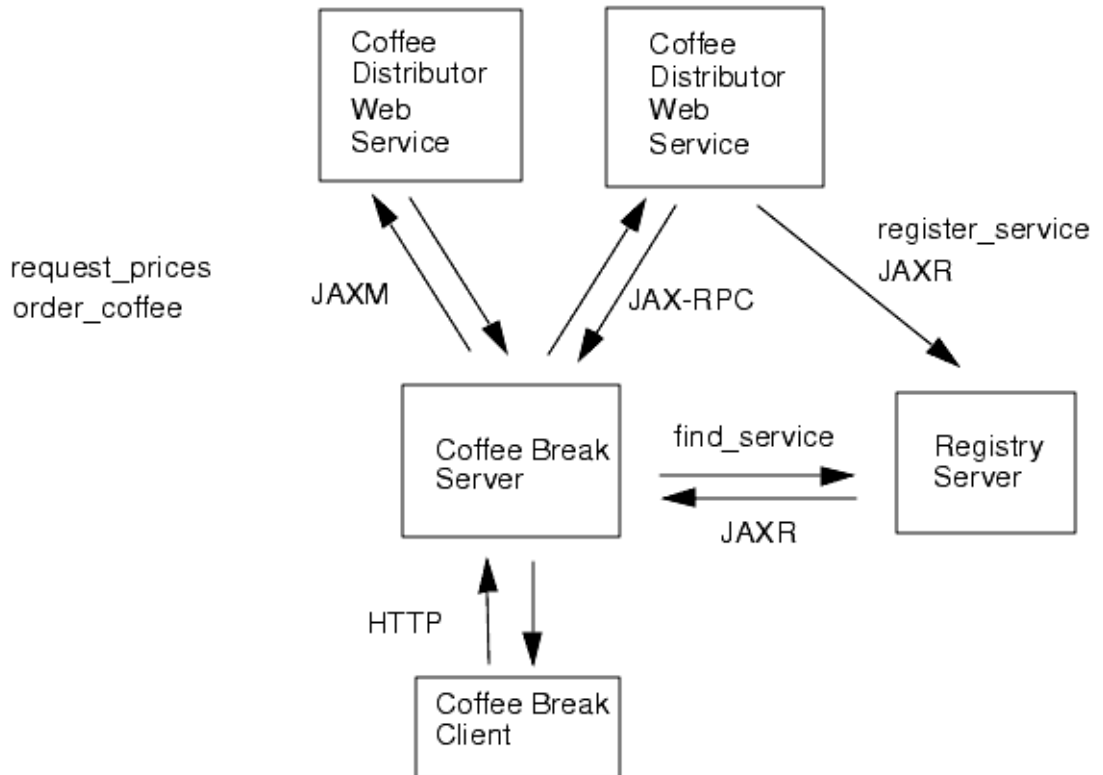 Coffee
Distributor
Web
Service
Coffee
Distributor
Web
Service
request_prices
order_coffee
JAXM
JAX-RPC
register_service
JAXR
Coffee Break
Server
find_service
JAXR
Registry
Server
HTTP
Coffee Break
Client